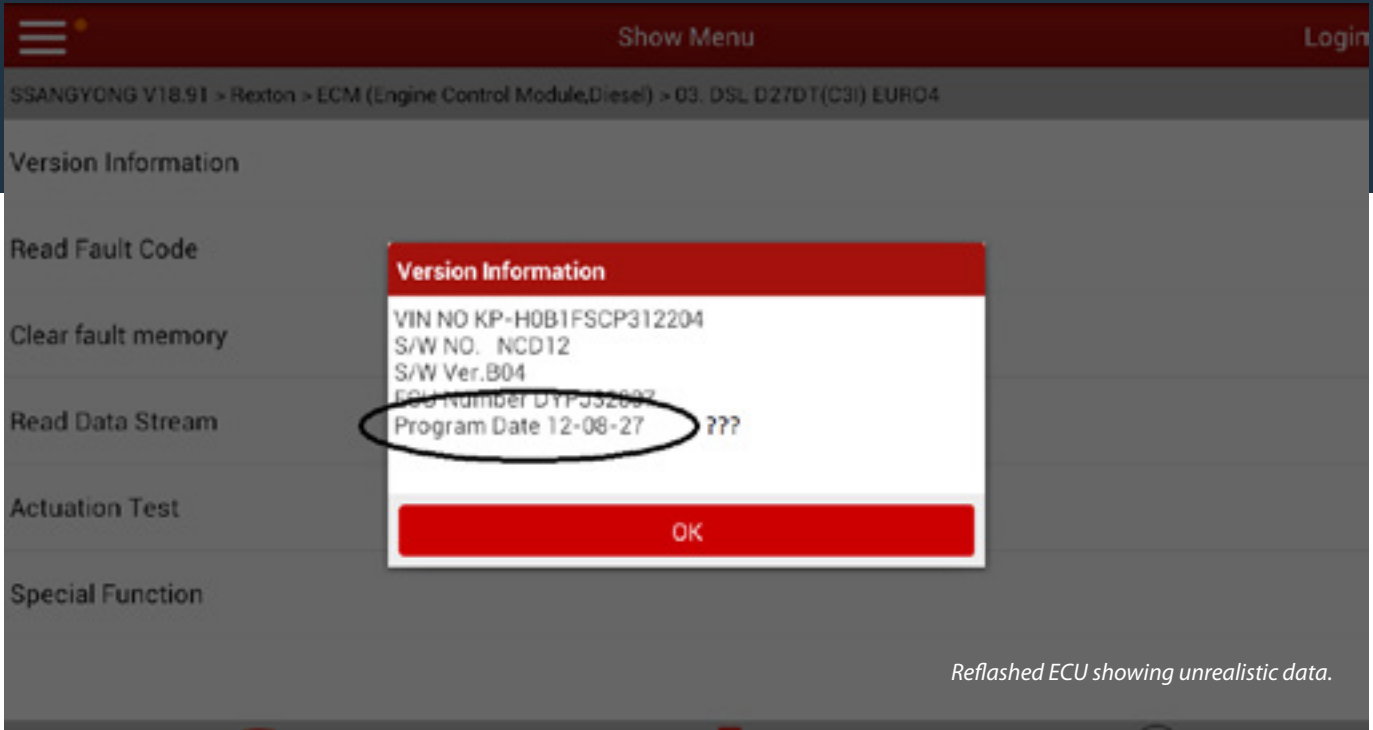 Show Menu
Login
SSANGYONG V18.91 > Rexton > ECM (Engine Control Module,Diesel) > 03. DSL D27DT(C3I) EURO4
Version Information
Read Fault Code
Version Information
VIN NO KP-H0B1FSCP312204
Clear fault memory
S/W NO. NCD12
S/W Ver.B04
ECU Number
Read Data Stream
Program Date 12-08-27 ???
Actuation Test
OK
Special Function
Reflashed ECU showing unrealistic data.